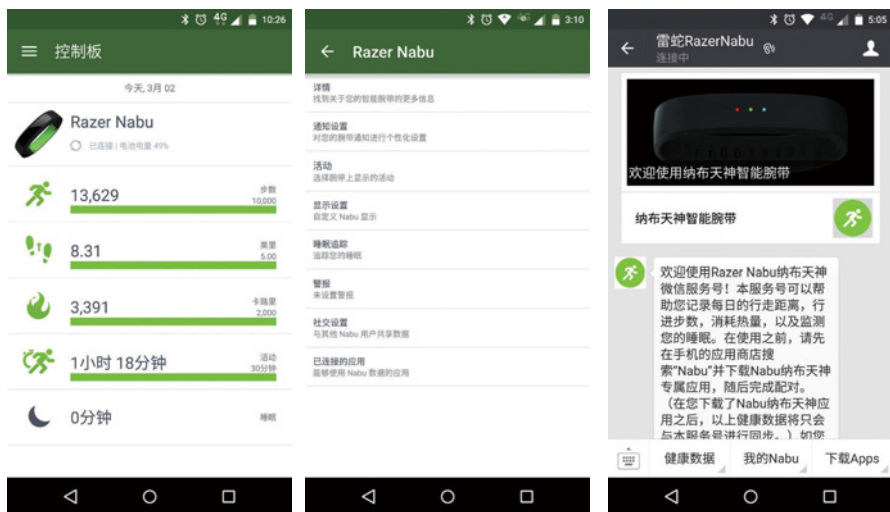 4G 10:26
控制板
今天, 3月 02
Razer Nabu
已连接 | 电池电量 49%
13,629
步数
10,000
8.31
英里
5.00
3,391
卡路里
2,000
1小时 18分钟
活动
30分钟
0分钟
睡眠
4G 3:10
Razer Nabu
详情
找到关于您的智能腕带的更多信息
通知设置
对您的腕带通知进行个性化设置
活动
选择腕带上显示的活动
显示设置
自定义 Nabu 显示
睡眠追踪
追踪您的睡眠
警报
未设置警报
社交设置
与其他 Nabu 用户共享数据
已连接的应用
能够使用 Nabu 数据的应用
4G 5:05
雷蛇RazerNabu
连接中
欢迎使用纳布天神智能腕带
纳布天神智能腕带
欢迎使用Razer Nabu纳布天神
微信服务号！本服务号可以帮
助您记录每日的行走距离，行
进步数，消耗热量，以及监测
您的睡眠。在使用之前，请先
在手机的应用商店搜
索“Nabu”并下载Nabu纳布天神
专属应用，随后完成配对。
（在您下载了Nabu纳布天神应
用之后，以上健康数据将只会
与本服务号进行同步。）如您
健康数据
我的Nabu
下载Apps